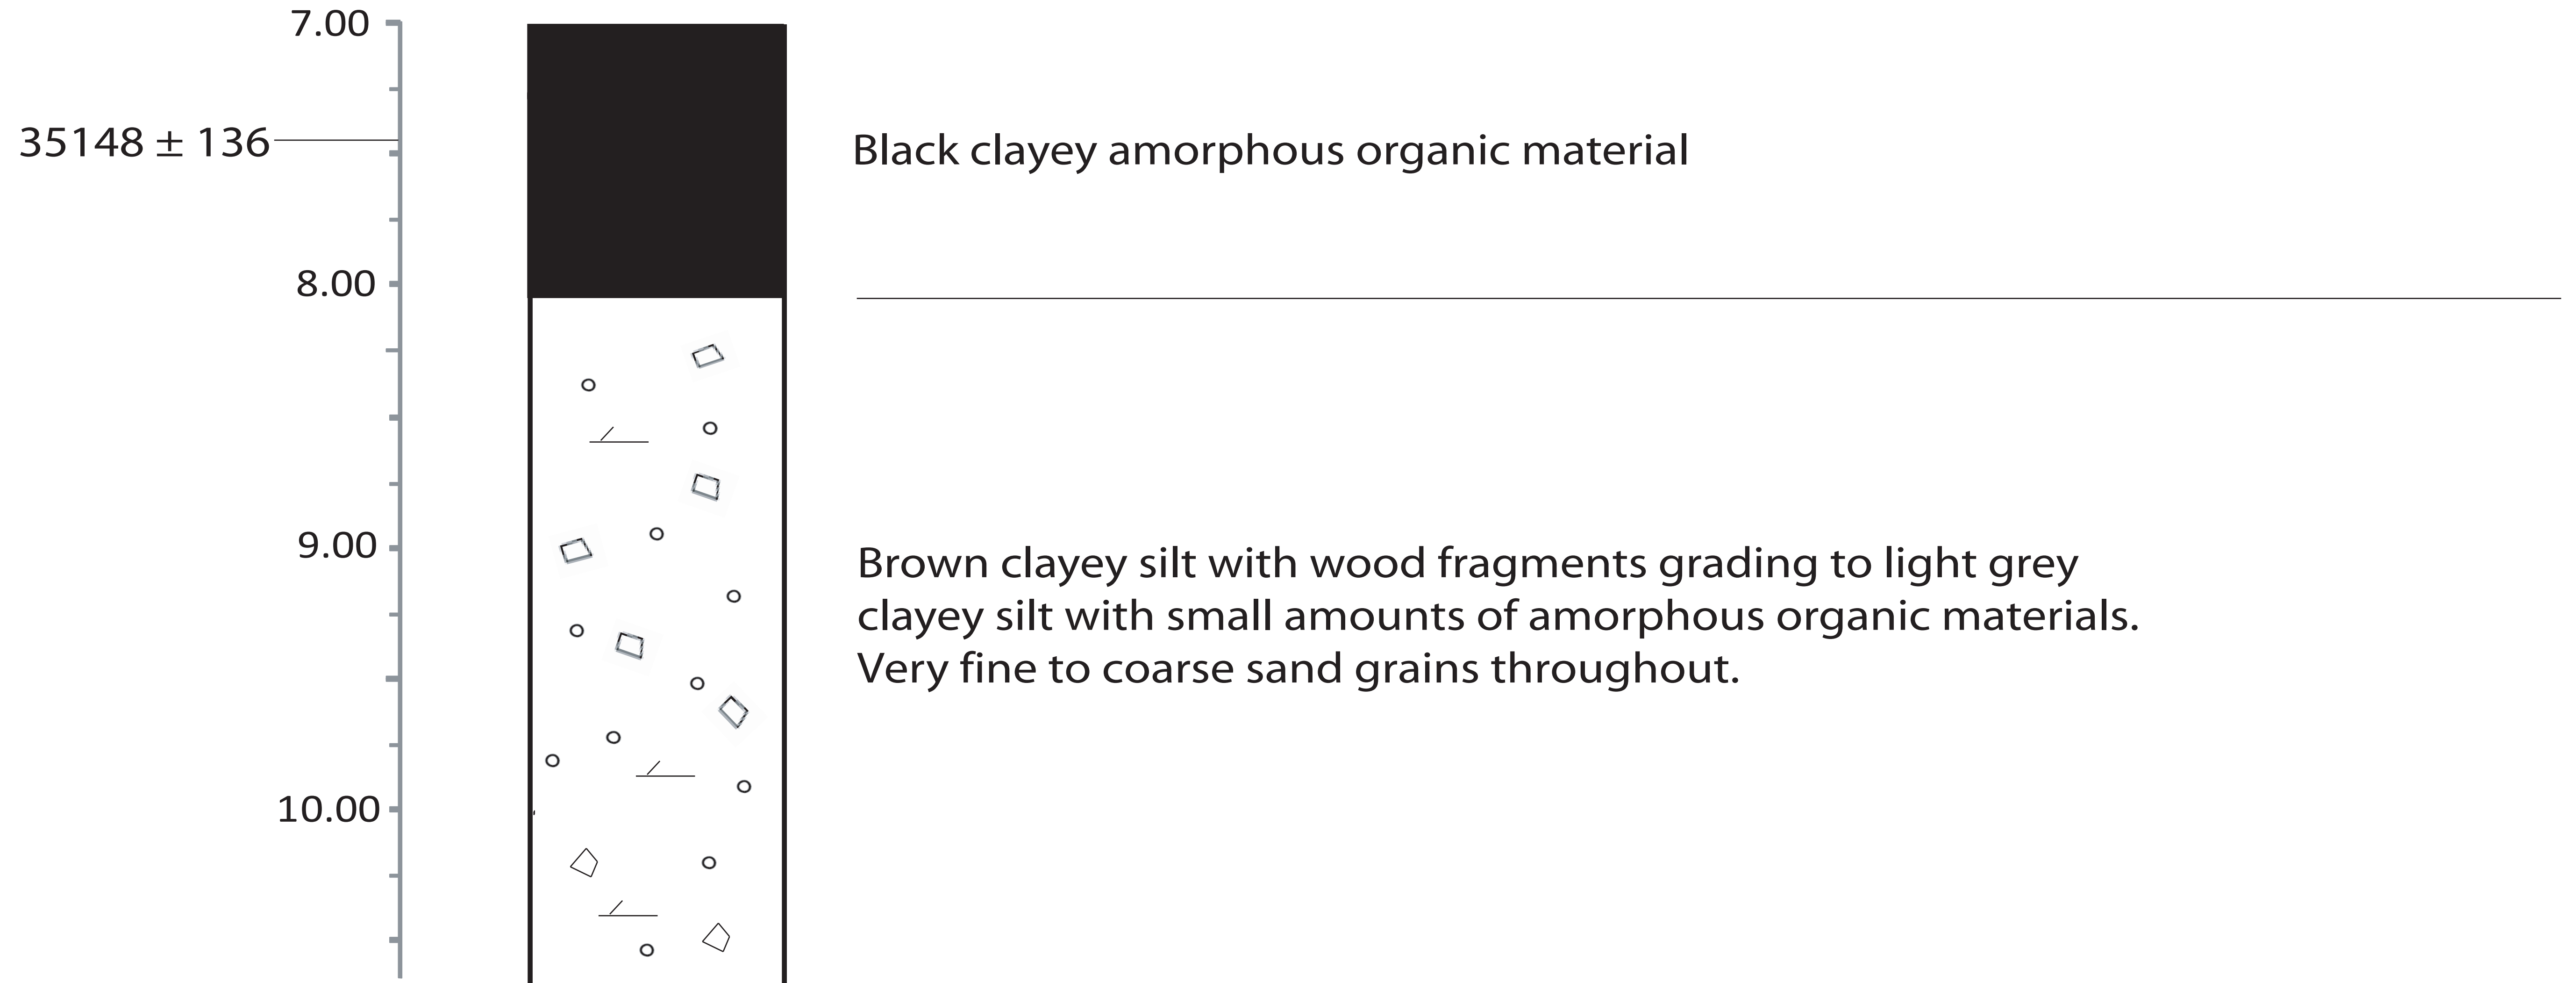 7.00
35148 ± 136
Black clayey amorphous organic material
8.00
9.00
Brown clayey silt with wood fragments grading to light grey
clayey silt with small amounts of amorphous organic materials.
Very fine to coarse sand grains throughout.
10.00